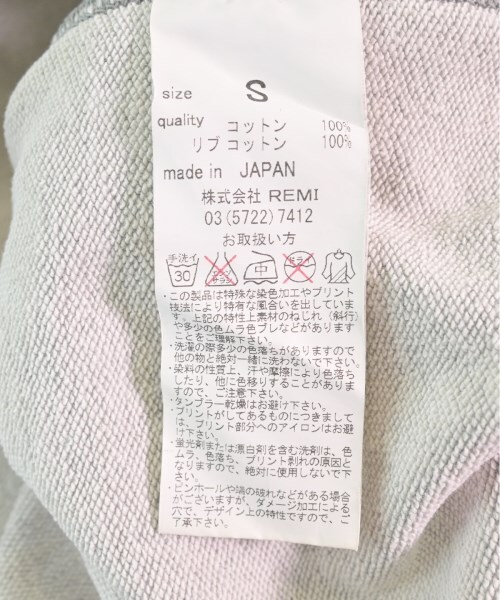 size S
quality コットン 100%
リブ コットン 100%
made in JAPAN
株式会社 REMI
03(5722)7412
お取扱い方
手洗イ
30
エンソ
サラシ
中
ドライ
・この製品は特殊な染色加工やプリント
技法により特有な風合いを出していま
す。上記の特性上素材のねじれ（斜行）
や多少の色ムラ色ブレなどがあります
ことをご理解下さい。
・洗濯の際多少の色落ちがありますので
他の物と絶対一緒に洗わないで下さい。
・染料の性質上、汗や摩擦により色落ち
したり、他に色移りすることがありま
すので、ご注意下さい。
・タンブラー乾燥はお避け下さい。
・プリントがしてあるものにつきまして
は、プリント部分へのアイロンはお避
け下さい。
・蛍光剤または漂白剤を含む洗剤は、色
ムラ、色落ち、プリント剥れの原因と
なりますので、絶対に使用しないで下
さい。
・ピンホールや端の破れなどがある場合
がございますが、ダメージ加工による
穴で、デザイン上の特性ですので、ご
了承下さい。